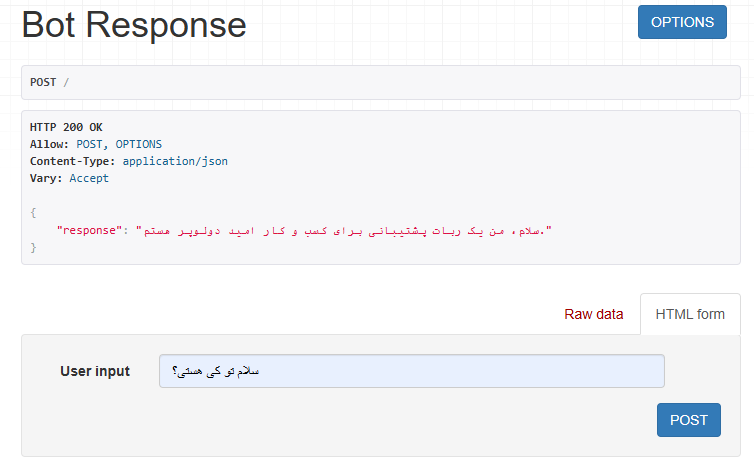 Bot Response
OPTIONS
POST /
HTTP 200 OK
Allow: POST, OPTIONS
Content-Type: application/json
Vary: Accept
{
"response": "سلام، من یک ربات پشتیبانی برای کسب و کار امید دولوپر هستم."
}
Raw data
HTML form
User input
سلام تو کی هستی؟
POST